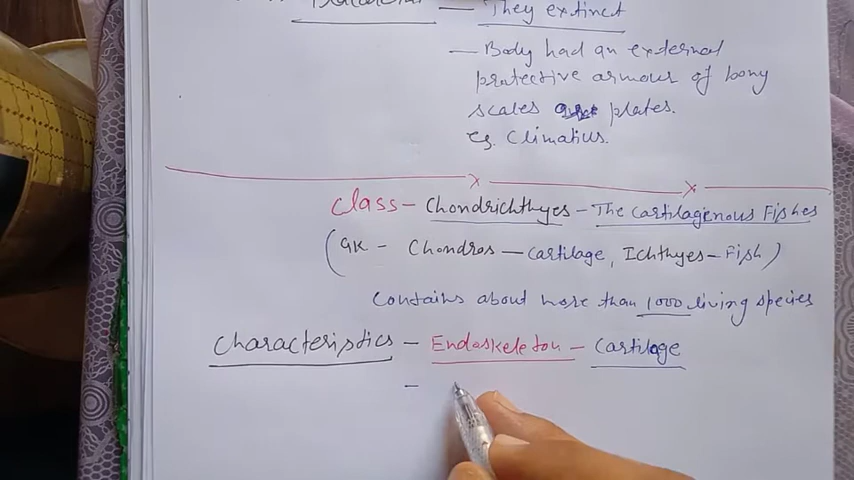 — They extinct
— Body had an external
protective armour of bony
scales plates.
eg. Climatius.
x x
Class - Chondrichthyes - The Cartilagenous Fishes
(GK - Chondros - Cartilage, Ichthyes - Fish)
Contains about more than 1000 living species
Characteristics - Endoskeleton - Cartilage
-